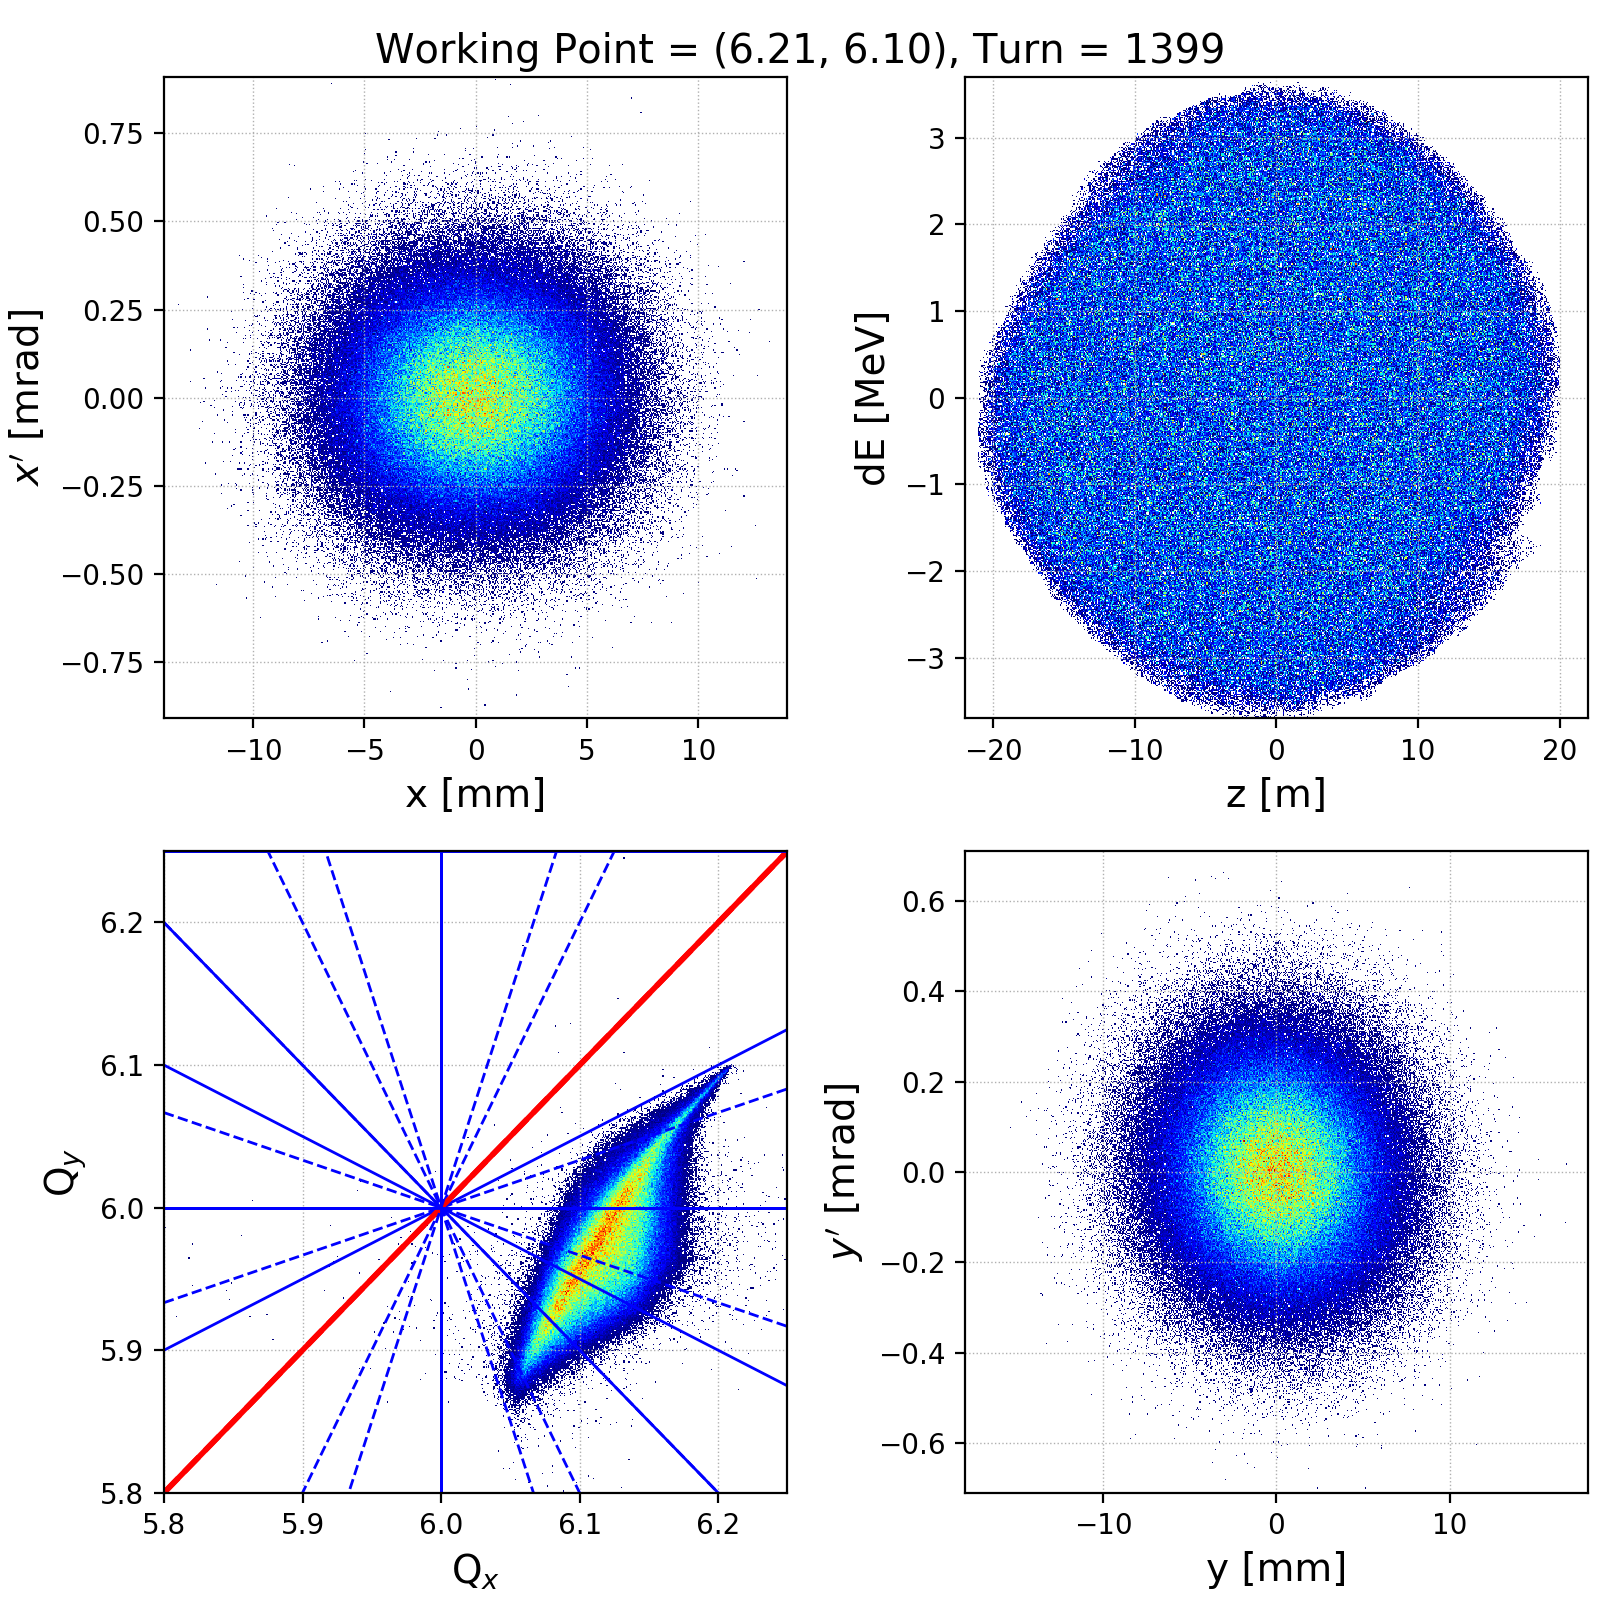 Working Point = (6.21, 6.10), Turn = 1399
0.75
0.50
0.25
0.00
−0.25
−0.50
−0.75
x′ [mrad]
−10 −5 0 5 10
x [mm]
3
2
1
0
−1
−2
−3
dE [MeV]
−20 −10 0 10 20
z [m]
6.2
6.1
6.0
5.9
5.8
Qy
5.8 5.9 6.0 6.1 6.2
Qx
0.6
0.4
0.2
0.0
−0.2
−0.4
−0.6
y′ [mrad]
−10 0 10
y [mm]